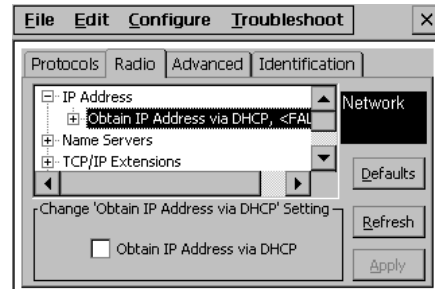 File Edit Configure Troubleshoot
Protocols Radio Advanced Identification
IP Address
Obtain IP Address via DHCP, <FAL
Name Servers
TCP/IP Extensions
Network
Defaults
Change 'Obtain IP Address via DHCP' Setting
Obtain IP Address via DHCP
Refresh
Apply